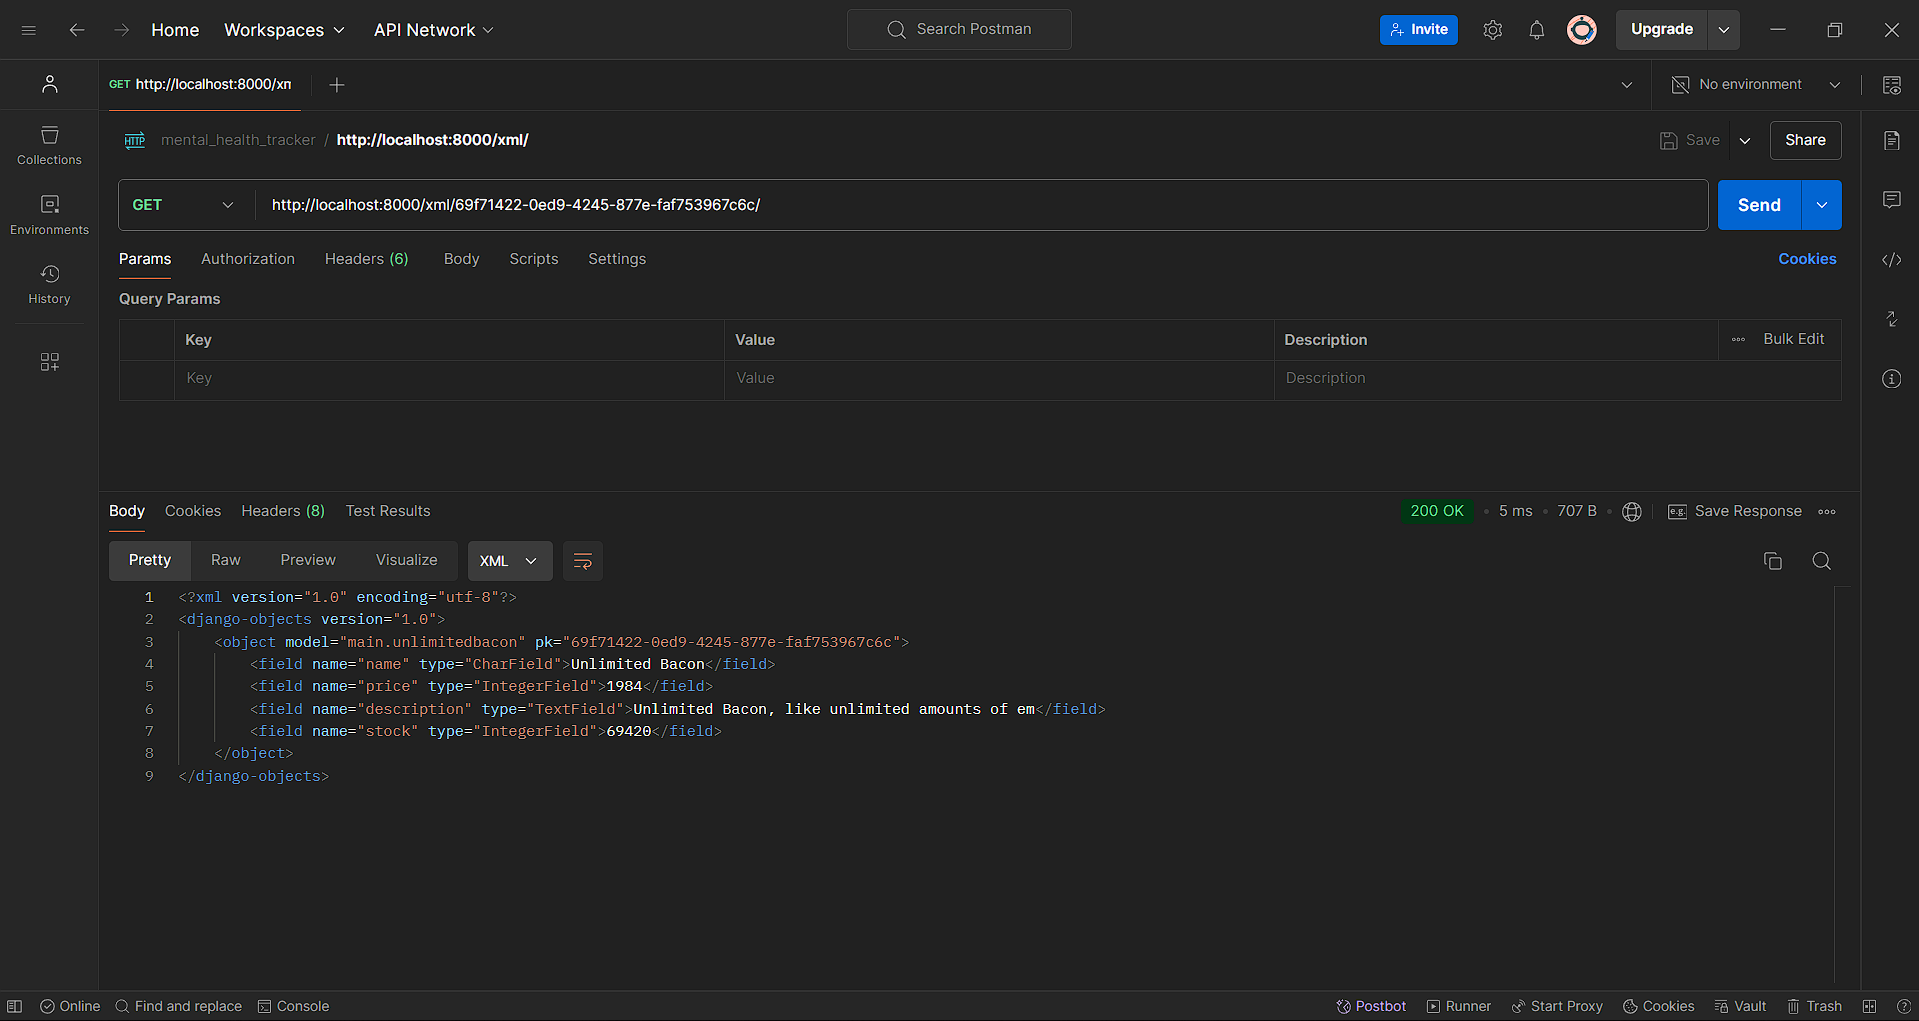 Home Workspaces API Network Search Postman Invite Upgrade
GET http://localhost:8000/xn No environment
HTTP mental_health_tracker / http://localhost:8000/xml/ Save Share
Collections
Environments
History
GET http://localhost:8000/xml/69f71422-0ed9-4245-877e-faf753967c6c/ Send
Params Authorization Headers (6) Body Scripts Settings Cookies
Query Params
Key Value Description Bulk Edit
Key Value Description
Body Cookies Headers (8) Test Results 200 OK 5 ms 707 B e.g. Save Response
Pretty Raw Preview Visualize XML
1 <?xml version="1.0" encoding="utf-8"?>
2 <django-objects version="1.0">
3 <object model="main.unlimitedbacon" pk="69f71422-0ed9-4245-877e-faf753967c6c">
4 <field name="name" type="CharField">Unlimited Bacon</field>
5 <field name="price" type="IntegerField">1984</field>
6 <field name="description" type="TextField">Unlimited Bacon, like unlimited amounts of em</field>
7 <field name="stock" type="IntegerField">69420</field>
8 </object>
9 </django-objects>
Online Find and replace Console Postbot Runner Start Proxy Cookies Vault Trash